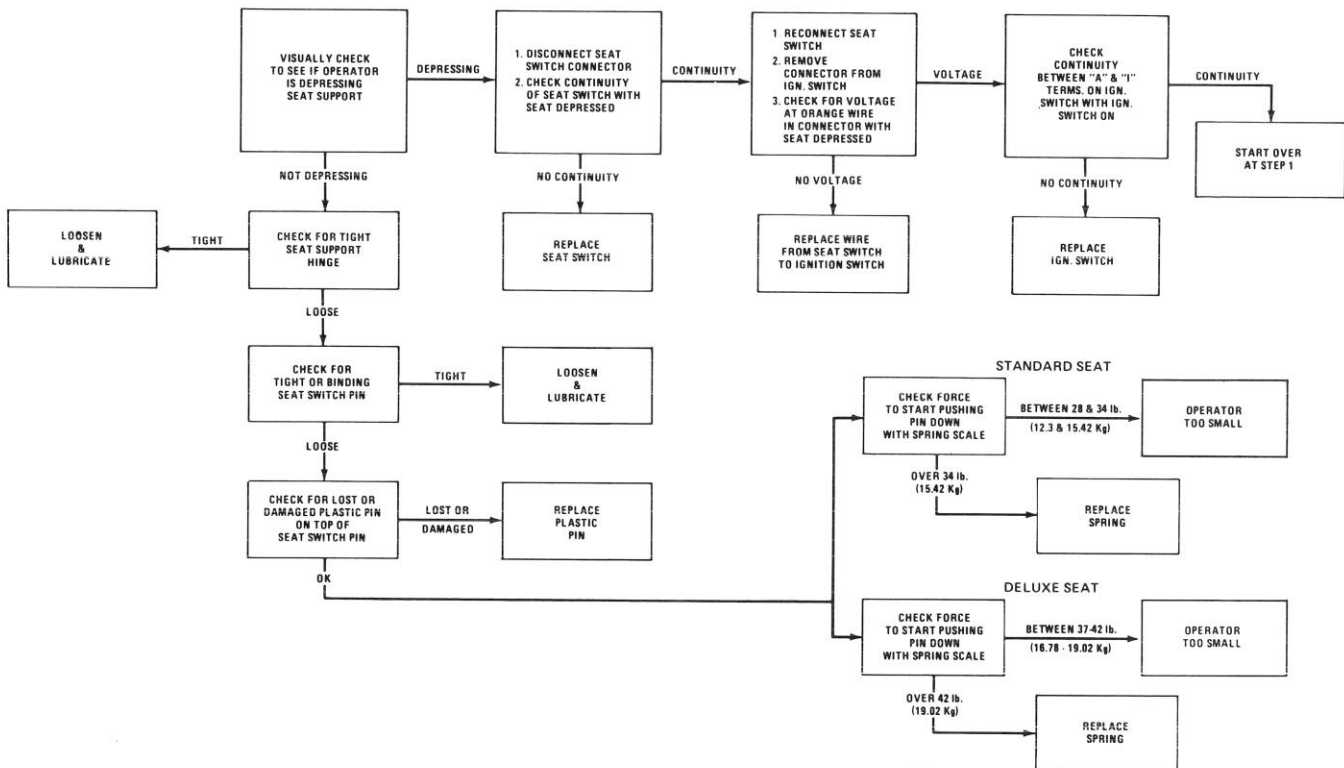 VISUALLY CHECK
TO SEE IF OPERATOR
IS DEPRESSING
SEAT SUPPORT
DEPRESSING
1. DISCONNECT SEAT
SWITCH CONNECTOR
2. CHECK CONTINUITY
OF SEAT SWITCH WITH
SEAT DEPRESSED
CONTINUITY
1. RECONNECT SEAT
SWITCH
2. REMOVE
CONNECTOR FROM
IGN. SWITCH
3. CHECK FOR VOLTAGE
AT ORANGE WIRE
IN CONNECTOR WITH
SEAT DEPRESSED
VOLTAGE
CHECK
CONTINUITY
BETWEEN "A" & "I"
TERMS. ON IGN.
SWITCH WITH IGN.
SWITCH ON
CONTINUITY
START OVER
AT STEP 1
NOT DEPRESSING
NO CONTINUITY
NO VOLTAGE
NO CONTINUITY
LOOSEN
&
LUBRICATE
TIGHT
CHECK FOR TIGHT
SEAT SUPPORT
HINGE
REPLACE
SEAT SWITCH
REPLACE WIRE
FROM SEAT SWITCH
TO IGNITION SWITCH
REPLACE
IGN. SWITCH
LOOSE
CHECK FOR
TIGHT OR BINDING
SEAT SWITCH PIN
TIGHT
LOOSEN
&
LUBRICATE
LOOSE
CHECK FOR LOST OR
DAMAGED PLASTIC PIN
ON TOP OF
SEAT SWITCH PIN
LOST OR
DAMAGED
REPLACE
PLASTIC
PIN
OK
STANDARD SEAT
CHECK FORCE
TO START PUSHING
PIN DOWN
WITH SPRING SCALE
BETWEEN 28 & 34 lb.
(12.3 & 15.42 Kg)
OPERATOR
TOO SMALL
OVER 34 lb.
(15.42 Kg)
REPLACE
SPRING
DELUXE SEAT
CHECK FORCE
TO START PUSHING
PIN DOWN
WITH SPRING SCALE
BETWEEN 37-42 lb.
(16.78 - 19.02 Kg)
OPERATOR
TOO SMALL
OVER 42 lb.
(19.02 Kg)
REPLACE
SPRING